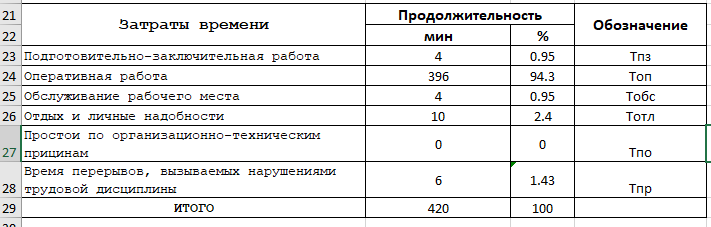 21 Затраты времени Продолжительность Обозначение
22 мин %
23 Подготовительно-заключительная работа 4 0.95 Тпз
24 Оперативная работа 396 94.3 Топ
25 Обслуживание рабочего места 4 0.95 Тобс
26 Отдых и личные надобности 10 2.4 Тотл
Простои по организационно-техническим
27 прицинам 0 0 Тпо
Время перерывов, вызываемых нарушениями
28 трудовой дисциплины 6 1.43 Тпр
29 ИТОГО 420 100